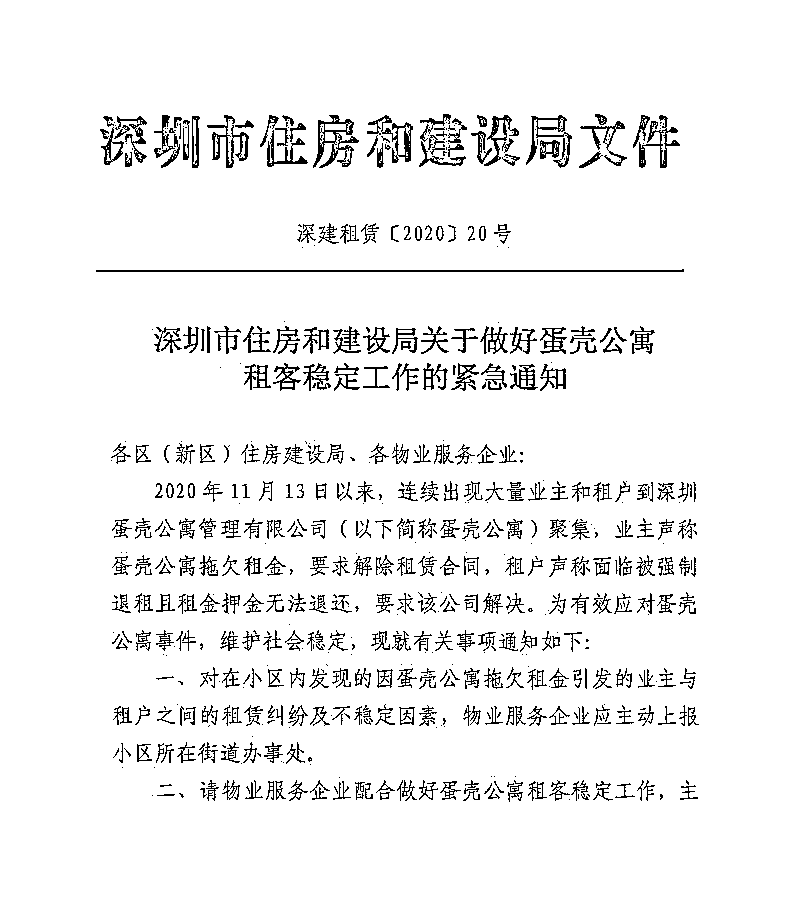 深圳市住房和建设局文件
深建租赁〔2020〕20号
深圳市住房和建设局关于做好蛋壳公寓
租客稳定工作的紧急通知
各区（新区）住房建设局、各物业服务企业：
2020年11月13日以来，连续出现大量业主和租户到深圳
蛋壳公寓管理有限公司（以下简称蛋壳公寓）聚集，业主声称
蛋壳公寓拖欠租金，要求解除租赁合同，租户声称面临被强制
退租且租金押金无法退还，要求该公司解决。为有效应对蛋壳
公寓事件，维护社会稳定，现就有关事项通知如下：
一、对在小区内发现的因蛋壳公寓拖欠租金引发的业主与
租户之间的租赁纠纷及不稳定因素，物业服务企业应主动上报
小区所在街道办事处。
二、请物业服务企业配合做好蛋壳公寓租客稳定工作，主